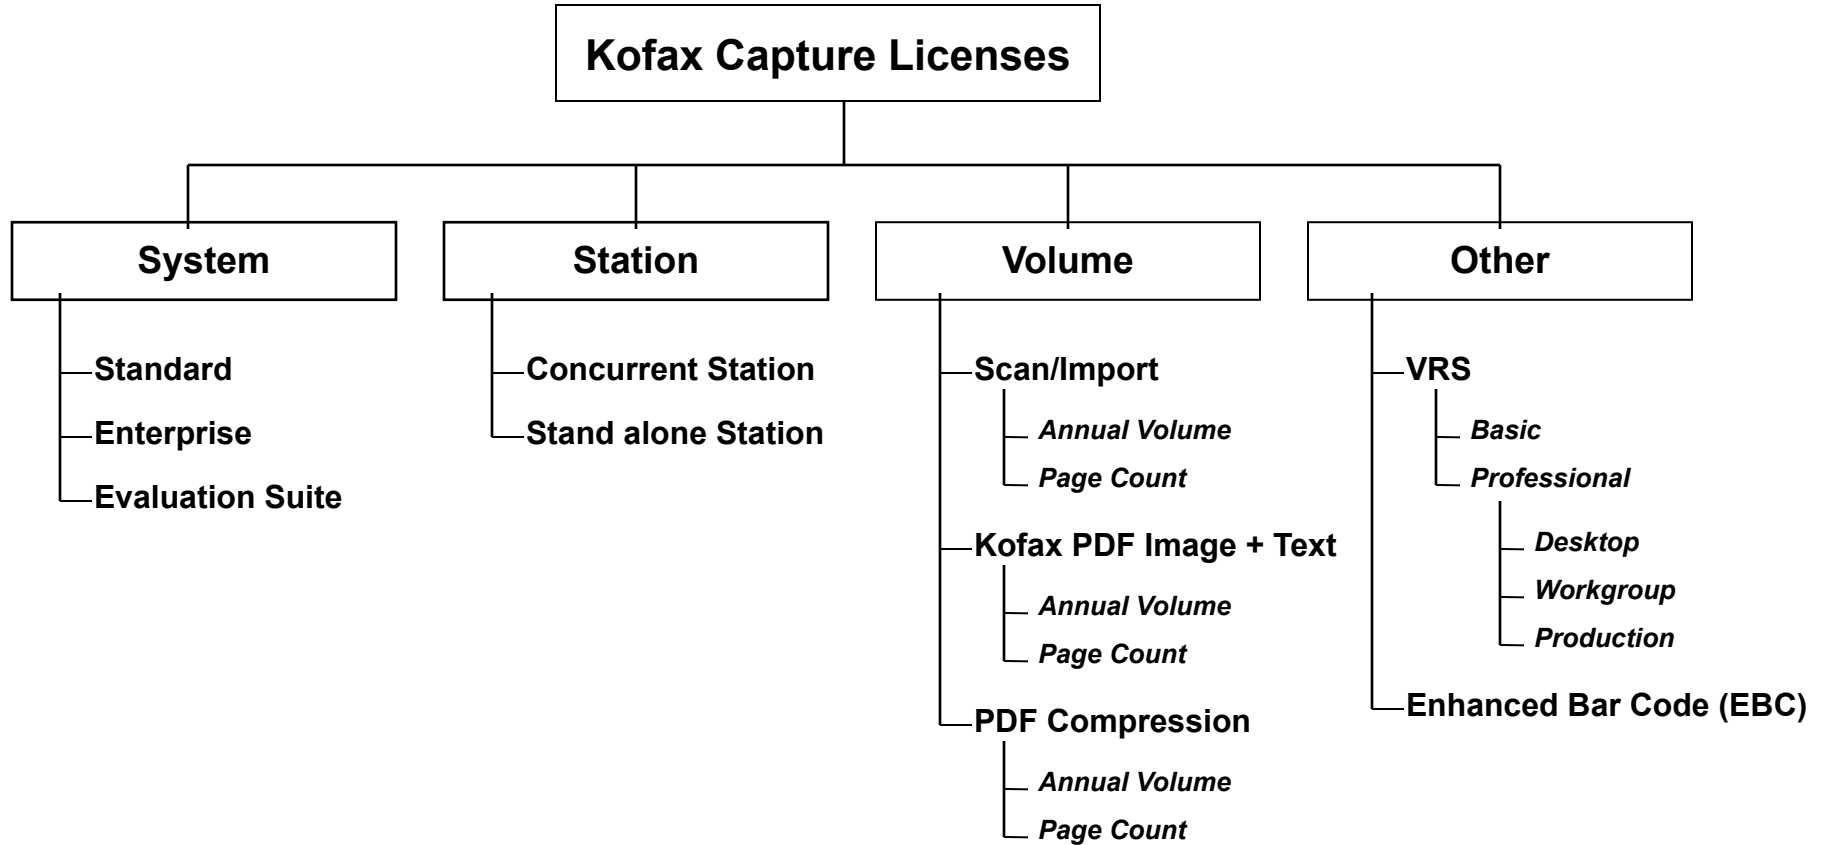 Kofax Capture Licenses
System
Standard
Enterprise
Evaluation Suite
Station
Concurrent Station
Stand alone Station
Volume
Scan/Import
Annual Volume
Page Count
Kofax PDF Image + Text
Annual Volume
Page Count
PDF Compression
Annual Volume
Page Count
Other
VRS
Basic
Professional
Desktop
Workgroup
Production
Enhanced Bar Code (EBC)